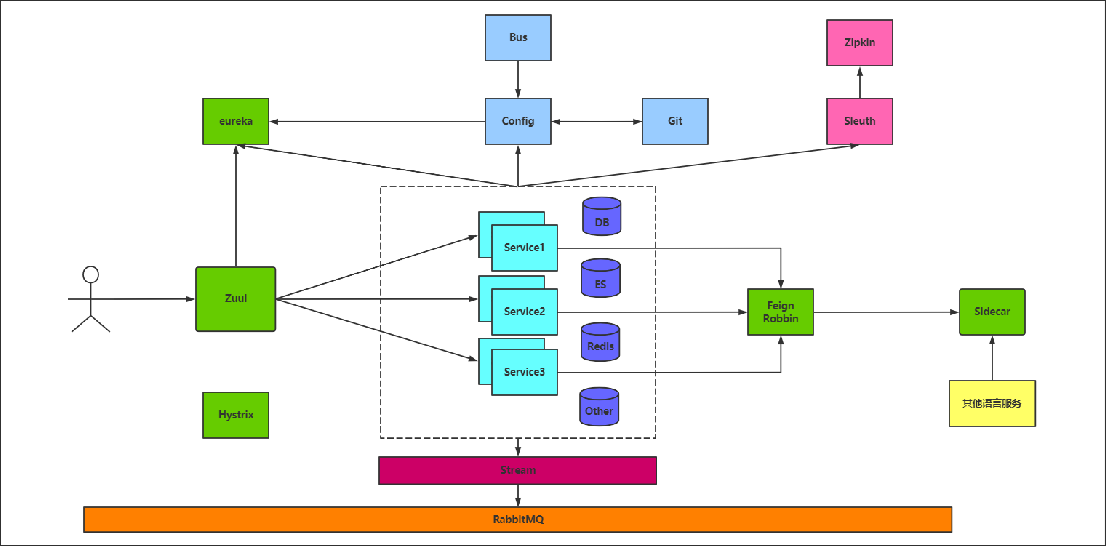 Bus
Zipkin
eureka
Config
Git
Sleuth
DB
Service1
ES
Zuul
Service2
Feign
Robbin
Sidecar
Redis
Service3
其他语言服务
Hystrix
Other
Stream
RabbitMQ